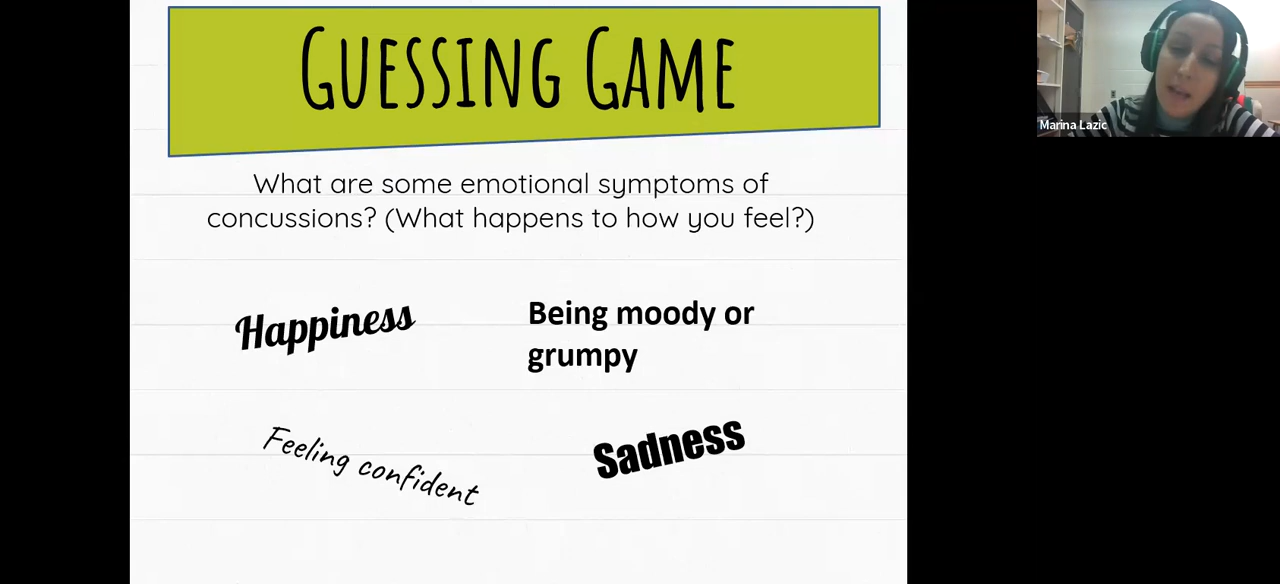 GUESSING GAME
What are some emotional symptoms of
concussions? (What happens to how you feel?)
Happiness
Being moody or
grumpy
Feeling confident
Sadness
Marina Lazic